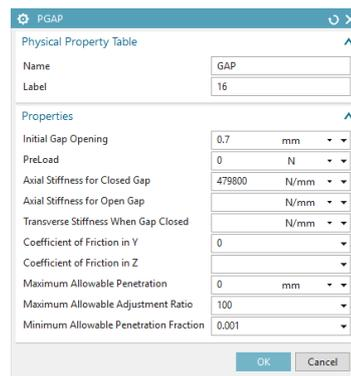 PGAP
Physical Property Table
Name GAP
Label 16
Properties
Initial Gap Opening 0.7 mm
PreLoad 0 N
Axial Stiffness for Closed Gap 479800 N/mm
Axial Stiffness for Open Gap N/mm
Transverse Stiffness When Gap Closed N/mm
Coefficient of Friction in Y 0
Coefficient of Friction in Z
Maximum Allowable Penetration 0 mm
Maximum Allowable Adjustment Ratio 100
Minimum Allowable Penetration Fraction 0.001
OK Cancel